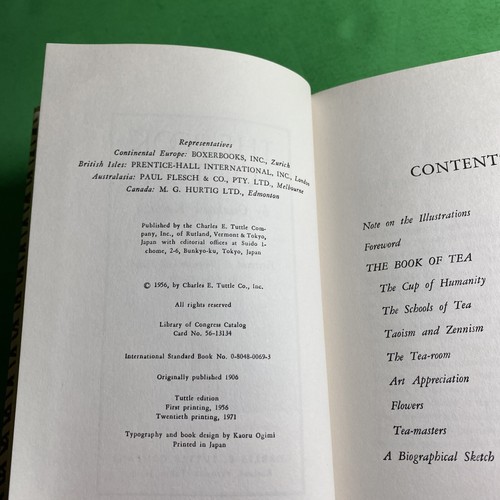 Representatives
Continental Europe: BOXERBOOKS, INC., Zurich
British Isles: PRENTICE-HALL INTERNATIONAL, INC., London
Australasia: PAUL FLESCH & CO., PTY. LTD., Melbourne
Canada: M. G. HURTIG LTD., Edmonton
Published by the Charles E. Tuttle Com-
pany, Inc., of Rutland, Vermont & Tokyo,
Japan with editorial offices at Suido 1-
chome, 2-6, Bunkyo-ku, Tokyo, Japan
© 1956, by Charles E. Tuttle Co., Inc.
All rights reserved
Library of Congress Catalog
Card No. 56-13134
International Standard Book No. 0-8048-0069-3
Originally published 1906
Tuttle edition
First printing, 1956
Twentieth printing, 1971
Typography and book design by Kaoru Ogimi
Printed in Japan
CONTENT
Note on the Illustrations
Foreword
THE BOOK OF TEA
The Cup of Humanity
The Schools of Tea
Taoism and Zennism
The Tea-room
Art Appreciation
Flowers
Tea-masters
A Biographical Sketch